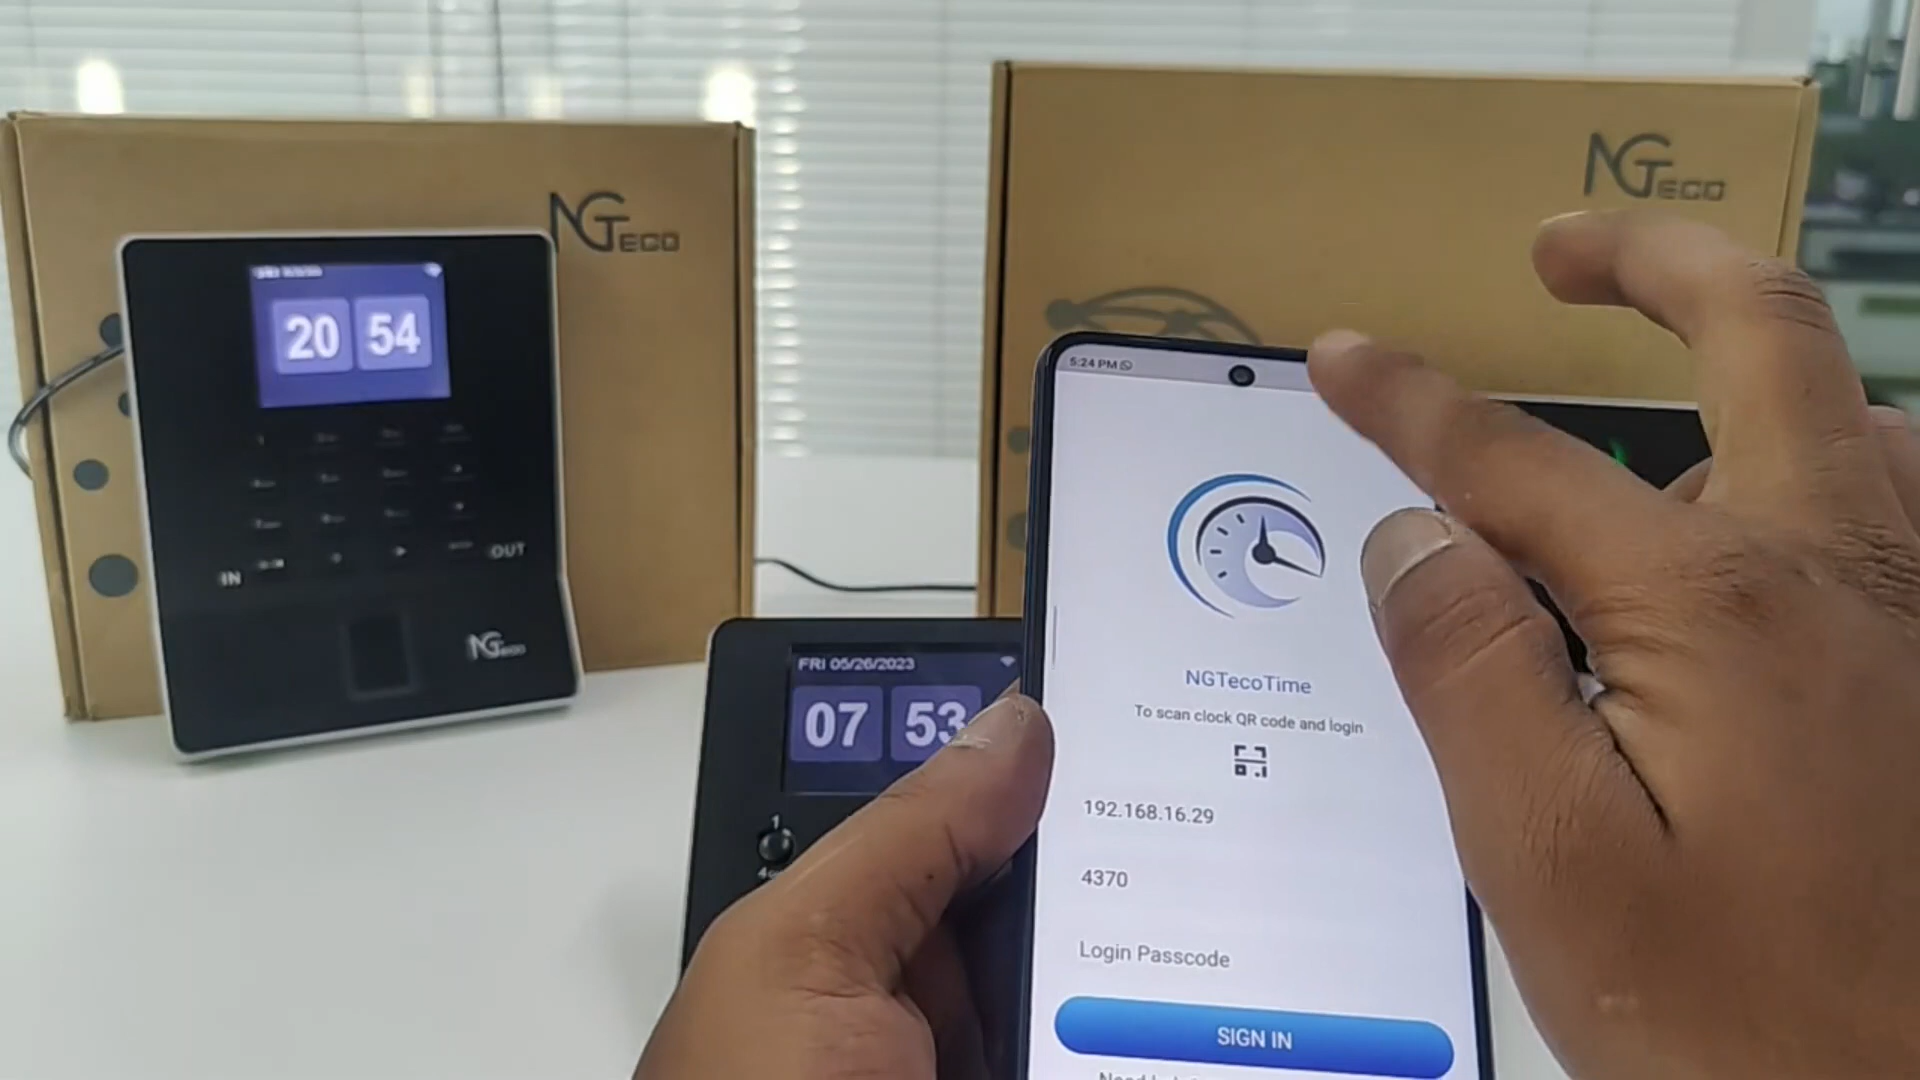 NGTECO
NGTECO
20 54
IN
OUT
NGTeco
FRI 05/26/2023
07 53
1
5:24 PM
NGTecoTime
To scan clock QR code and login
192.168.16.29
4370
Login Passcode
SIGN IN